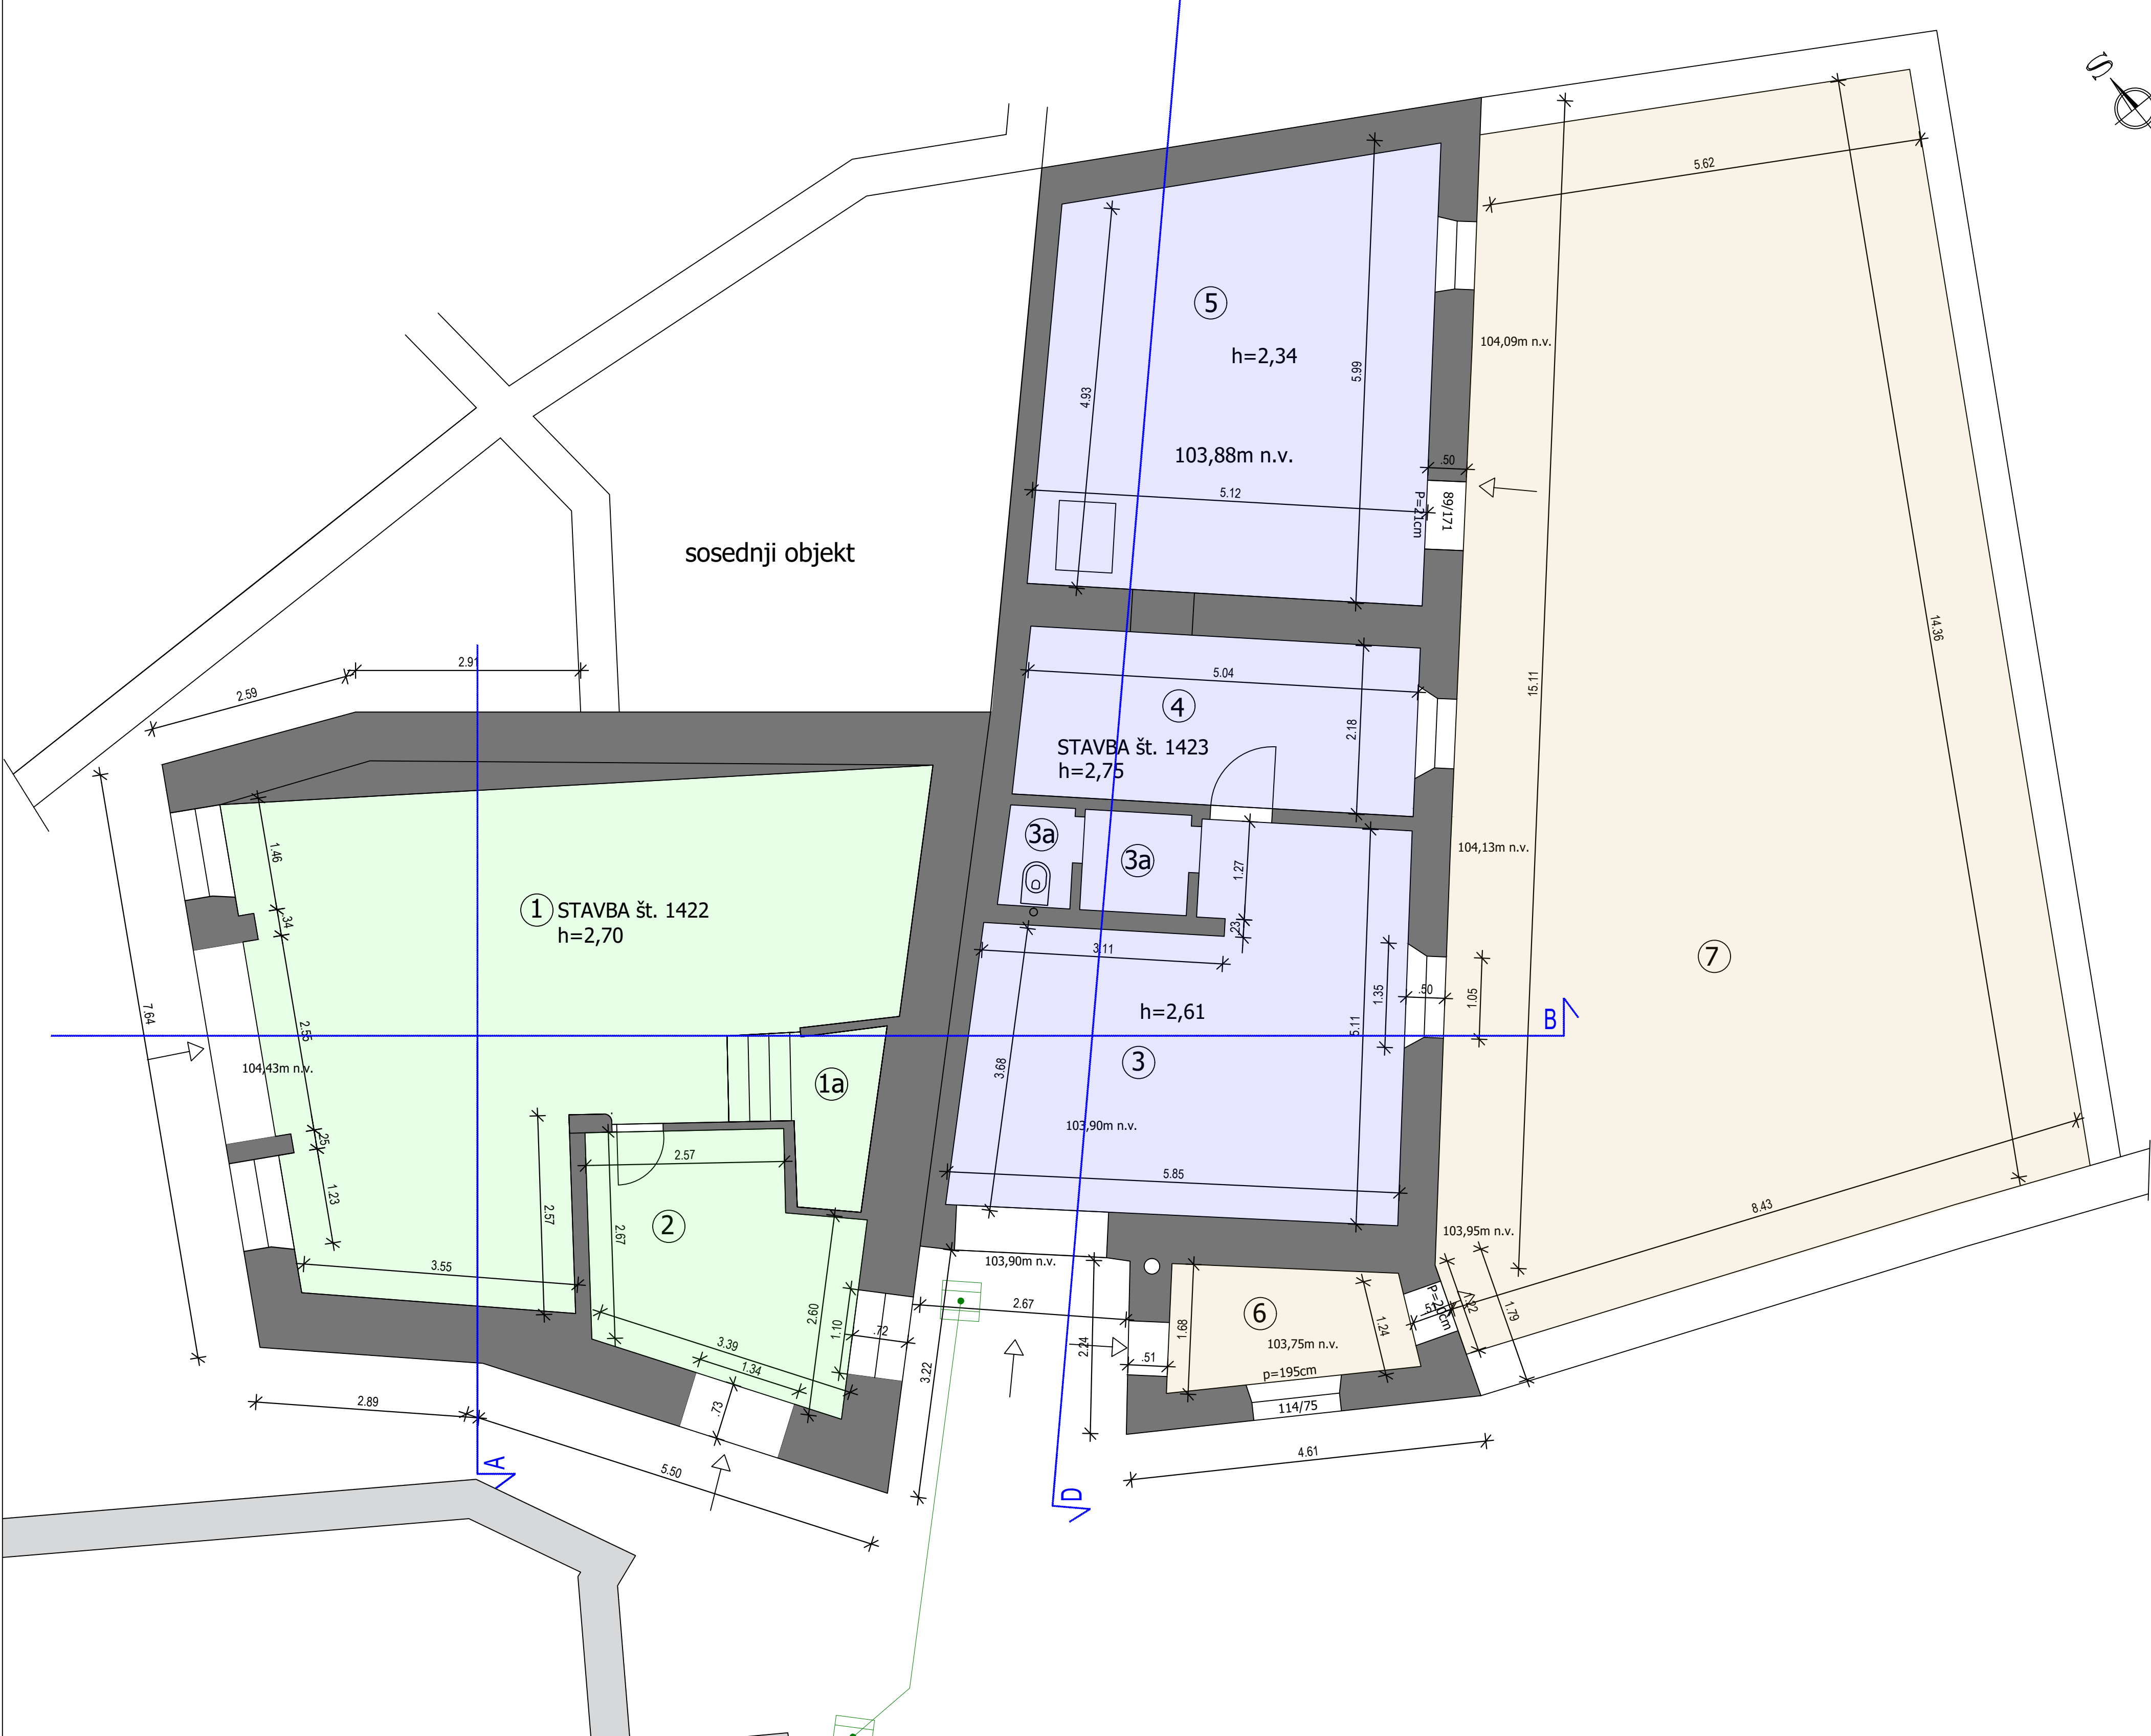 S
5.62
5
104,09m n.v.
h=2,34
5.99
4.93
103,88m n.v.
.50
5.12
P=21cm
89/171
sosednji objekt
14.36
2.91
2.59
5.04
15.11
4
2.18
STAVBA št. 1423
h=2,75
3a
3a
104,13m n.v.
1.46
1.27
1
STAVBA št. 1422
h=2,70
.34
.23
3.11
7
1.35
.50
1.05
7.64
h=2,61
B
5.11
2.55
104,43m n.v.
3.68
3
1a
103,90m n.v.
.25
2.57
5.85
1.23
2.57
2
2.67
8.43
103,95m n.v.
3.55
103,90m n.v.
2.60
1.10
.72
2.67
6
P=20cm
.51
1.22
1.79
1.68
1.24
103,75m n.v.
2.24
3.39
1.34
.51
p=195cm
3.22
2.89
.73
114/75
4.61
A
5.50
D